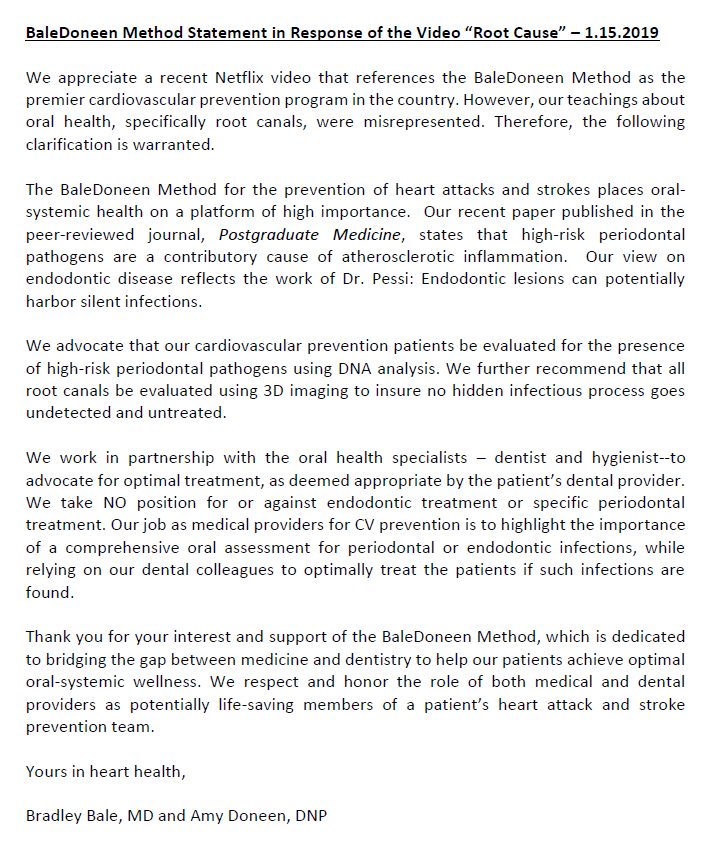 BaleDoneen Method Statement in Response of the Video “Root Cause” – 1.15.2019
We appreciate a recent Netflix video that references the BaleDoneen Method as the
premier cardiovascular prevention program in the country. However, our teachings about
oral health, specifically root canals, were misrepresented. Therefore, the following
clarification is warranted.
The BaleDoneen Method for the prevention of heart attacks and strokes places oral-
systemic health on a platform of high importance.  Our recent paper published in the
peer-reviewed journal, Postgraduate Medicine, states that high-risk periodontal
pathogens are a contributory cause of atherosclerotic inflammation.  Our view on
endodontic disease reflects the work of Dr. Pessi: Endodontic lesions can potentially
harbor silent infections.
We advocate that our cardiovascular prevention patients be evaluated for the presence
of high-risk periodontal pathogens using DNA analysis. We further recommend that all
root canals be evaluated using 3D imaging to insure no hidden infectious process goes
undetected and untreated.
We work in partnership with the oral health specialists – dentist and hygienist--to
advocate for optimal treatment, as deemed appropriate by the patient’s dental provider.
We take NO position for or against endodontic treatment or specific periodontal
treatment. Our job as medical providers for CV prevention is to highlight the importance
of a comprehensive oral assessment for periodontal or endodontic infections, while
relying on our dental colleagues to optimally treat the patients if such infections are
found.
Thank you for your interest and support of the BaleDoneen Method, which is dedicated
to bridging the gap between medicine and dentistry to help our patients achieve optimal
oral-systemic wellness. We respect and honor the role of both medical and dental
providers as potentially life-saving members of a patient’s heart attack and stroke
prevention team.
Yours in heart health,
Bradley Bale, MD and Amy Doneen, DNP